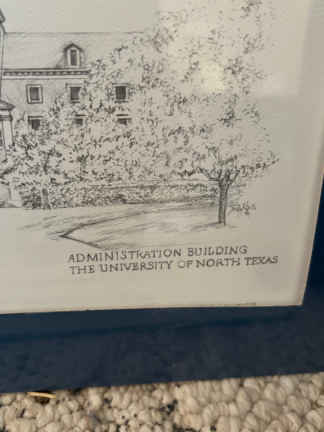 ADMINISTRATION BUILDING
THE UNIVERSITY OF NORTH TEXAS